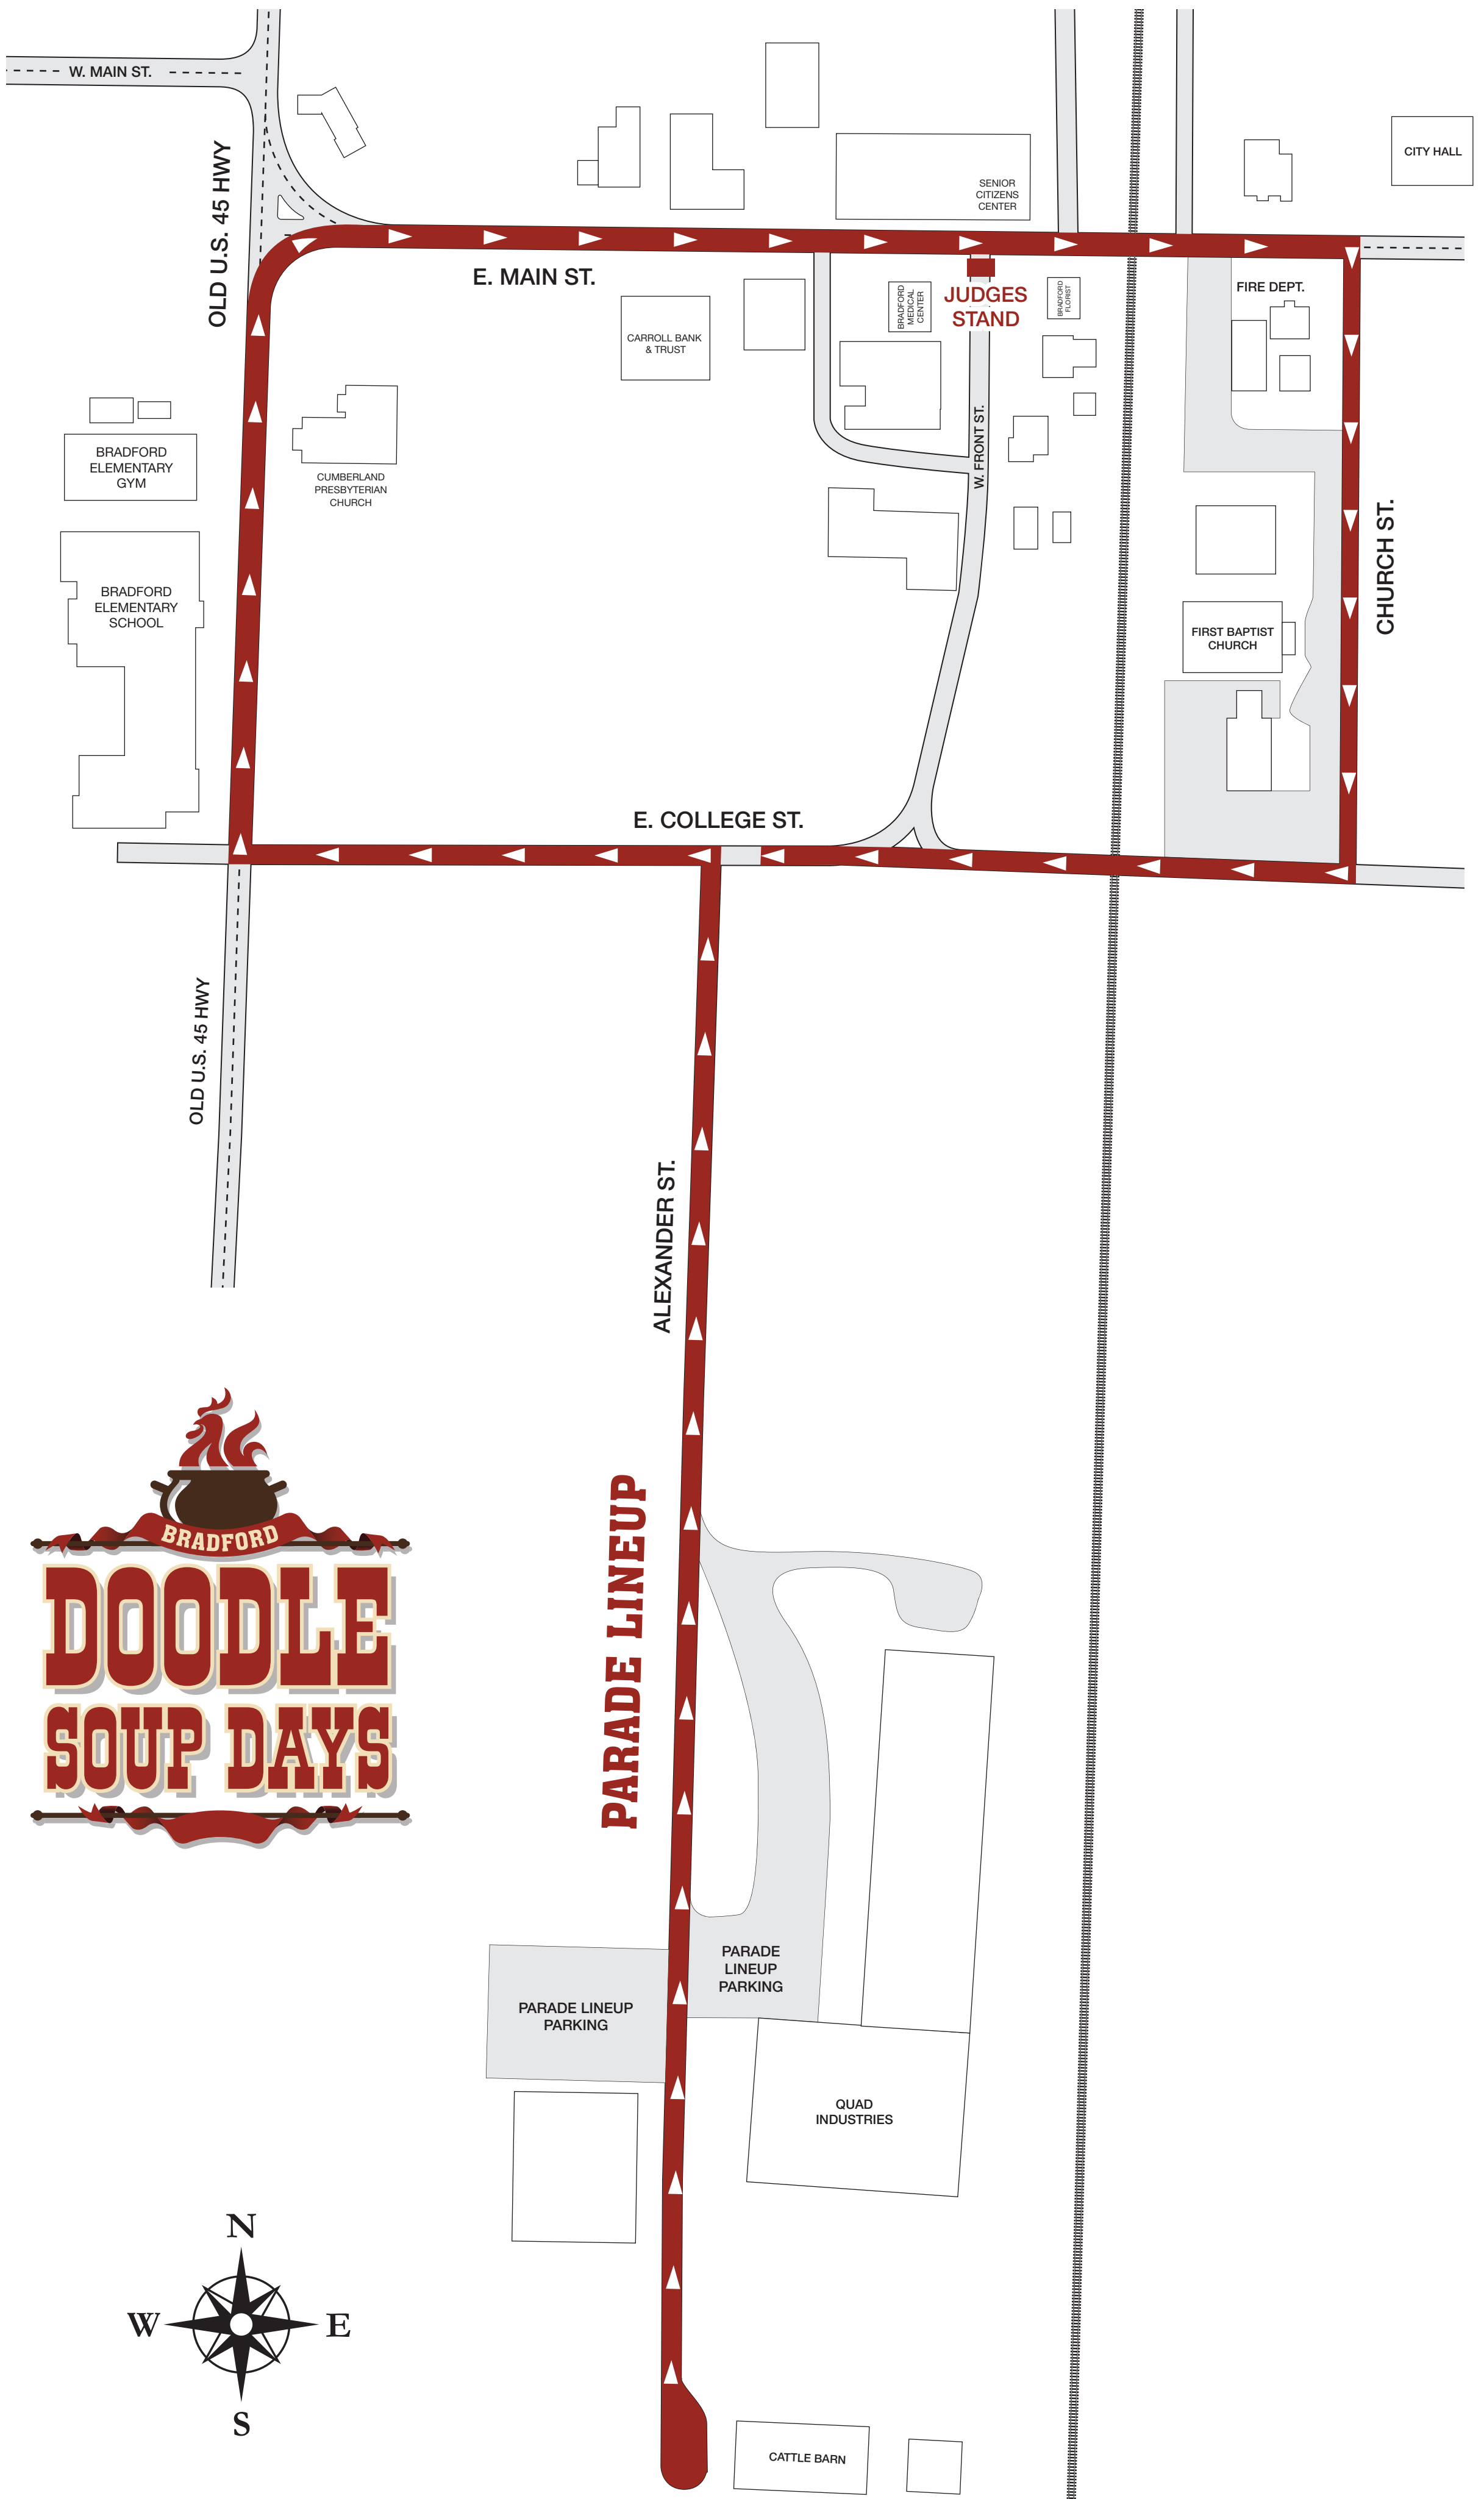 W. MAIN ST.
OLD U.S. 45 HWY
CITY HALL
SENIOR
CITIZENS
CENTER
E. MAIN ST.
FIRE DEPT.
BRADFORD
MEDICAL
CENTER
JUDGES
STAND
BRADFORD
FLORIST
CARROLL BANK
& TRUST
W. FRONT ST.
BRADFORD
ELEMENTARY
GYM
CUMBERLAND
PRESBYTERIAN
CHURCH
CHURCH ST.
BRADFORD
ELEMENTARY
SCHOOL
FIRST BAPTIST
CHURCH
E. COLLEGE ST.
OLD U.S. 45 HWY
ALEXANDER ST.
PARADE LINEUP
BRADFORD
DOODLE
SOUP DAYS
PARADE
LINEUP
PARKING
PARADE LINEUP
PARKING
QUAD
INDUSTRIES
N
W
E
S
CATTLE BARN